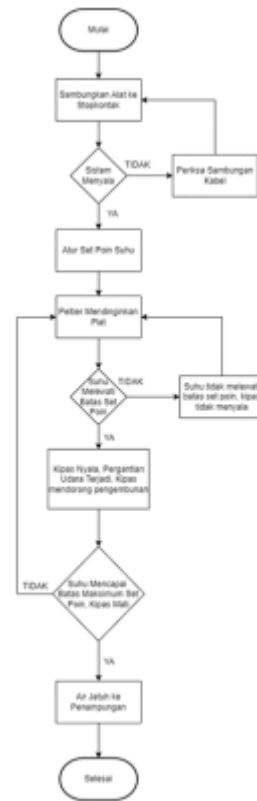 Mulai
Sambungkan Alat ke
Stopkontak
Sistem
Menyala
TIDAK
Periksa Sambungan
Kabel
YA
Atur Set Poin Suhu
Peltier Mendinginkan
Plat
Suhu
Melewati
Batas Set
Poin
TIDAK
Suhu tidak melewati
batas set poin, kipas
tidak menyala
YA
Kipas Nyala, Pergantian
Udara Terjadi, Kipas
mendorong pengembunan
TIDAK
Suhu Mencapai
Batas Maksimum Set
Poin, Kipas Mati
YA
Air Jatuh ke
Penampungan
Selesai